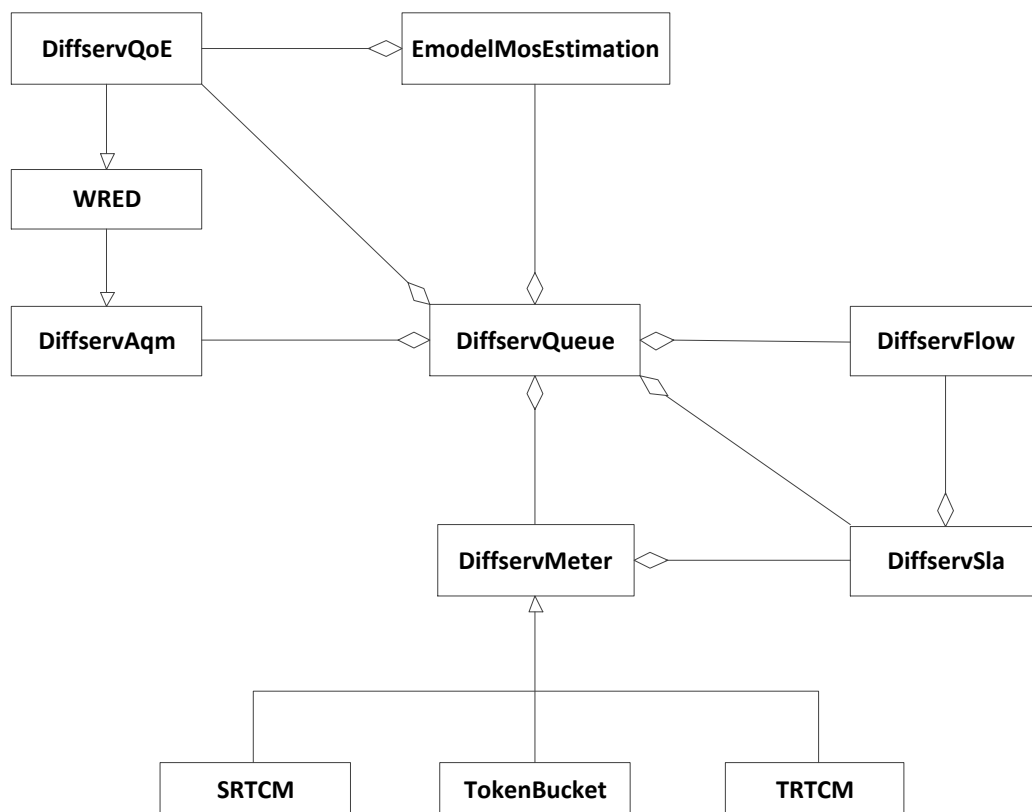 DiffservQoE
EmodelMosEstimation
WRED
DiffservAqm
DiffservQueue
DiffservFlow
DiffservMeter
DiffservSla
SRTCM
TokenBucket
TRTCM